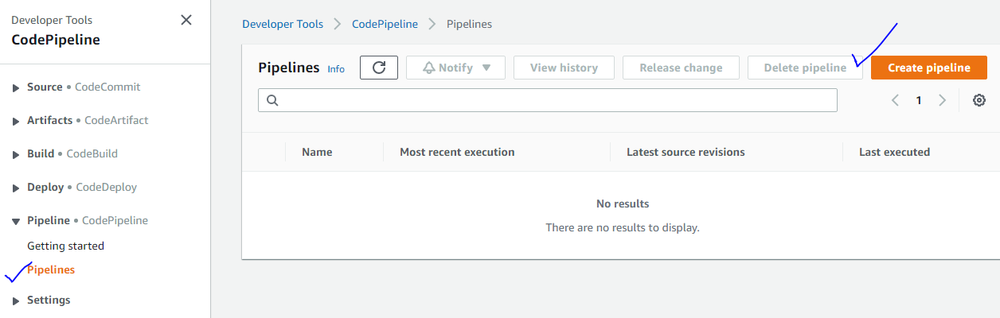 Developer Tools
CodePipeline
Source • CodeCommit
Artifacts • CodeArtifact
Build • CodeBuild
Deploy • CodeDeploy
Pipeline • CodePipeline
Getting started
Pipelines
Settings
Developer Tools > CodePipeline > Pipelines
Pipelines Info Notify View history Release change Delete pipeline Create pipeline
1
Name Most recent execution Latest source revisions Last executed
No results
There are no results to display.